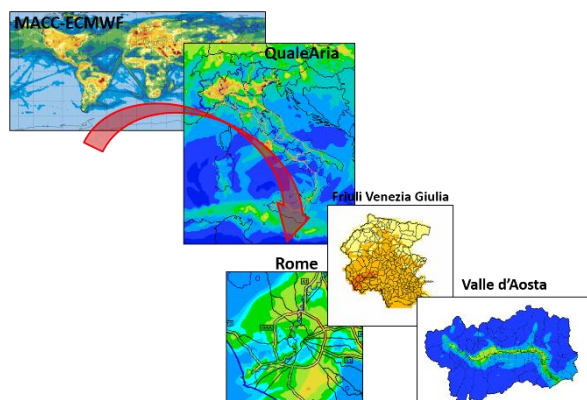 MACC-ECMWF
QualeAria
Friuli Venezia Giulia
Rome
Valle d'Aosta